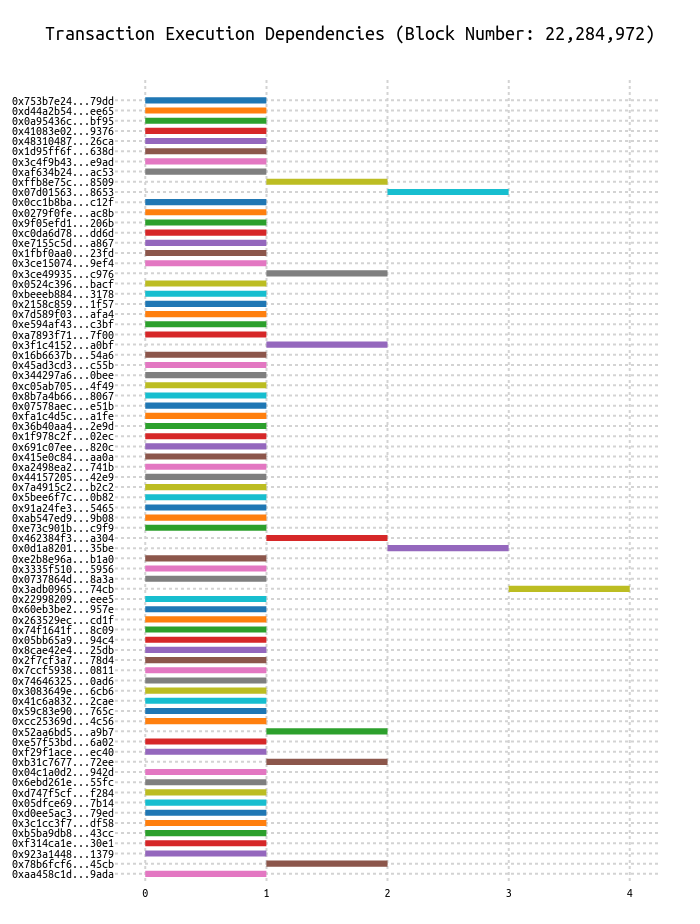 Transaction Execution Dependencies (Block Number: 22,284,972)
0x753b7e24...79dd
0xd44a2b54...ee65
0x0a95436c...bf95
0x41083e02...9376
0x48310487...26ca
0x1d95ff6f...638d
0x3c4f9b43...e9ad
0xaf634b24...ac53
0xffb8e75c...8509
0x07d01563...8653
0x0cc1b8ba...c12f
0x0279f0fe...ac8b
0x9f05efd1...206b
0xc0da6d78...dd6d
0xe7155c5d...a867
0x1fbf0aa0...23fd
0x3ce15074...9ef4
0x3ce49935...c976
0x0524c396...bacf
0xbeeeb884...3178
0x2158c859...1f57
0x7d589f03...afa4
0xe594af43...c3bf
0xa7893f71...7f00
0x3f1c4152...a0bf
0x16b6637b...54a6
0x45ad3cd3...c55b
0x344297a6...0bee
0xc05ab705...4f49
0x8b7a4b66...8067
0x07578aec...e51b
0xfa1c4d5c...a1fe
0x36b40aa4...2e9d
0x1f978c2f...02ec
0x691c07ee...820c
0x415e0c84...aa0a
0xa2498ea2...741b
0x44157205...42e9
0x7a4915c2...b2c2
0x5bee6f7c...0b82
0x91a24fe3...5465
0xab547ed9...9b08
0xe73c901b...c9f9
0x462384f3...a304
0x0d1a8201...35be
0xe2b8e96a...b1a0
0x3335f510...5956
0x0737864d...8a3a
0x3adb0965...74cb
0x22998209...eee5
0x60eb3be2...957e
0x263529ec...cd1f
0x74f1641f...8c09
0x05bb65a9...94c4
0x8cae42e4...25db
0x2f7cf3a7...78d4
0x7ccf5938...0811
0x74646325...0ad6
0x3083649e...6cb6
0x41c6a832...2cae
0x59c83e90...765c
0xcc25369d...4c56
0x52aa6bd5...a9b7
0xe57f53bd...6a02
0xf29f1ace...ec40
0xb31c7677...72ee
0x04c1a0d2...942d
0x6ebd261e...55fc
0xd747f5cf...f284
0x05dfce69...7b14
0xd0ee5ac3...79ed
0x3c1cc3f7...df58
0xb5ba9db8...43cc
0xf314ca1e...30e1
0x923a1448...1379
0x78b6fcf6...45cb
0xaa458c1d...9ada
0 1 2 3 4